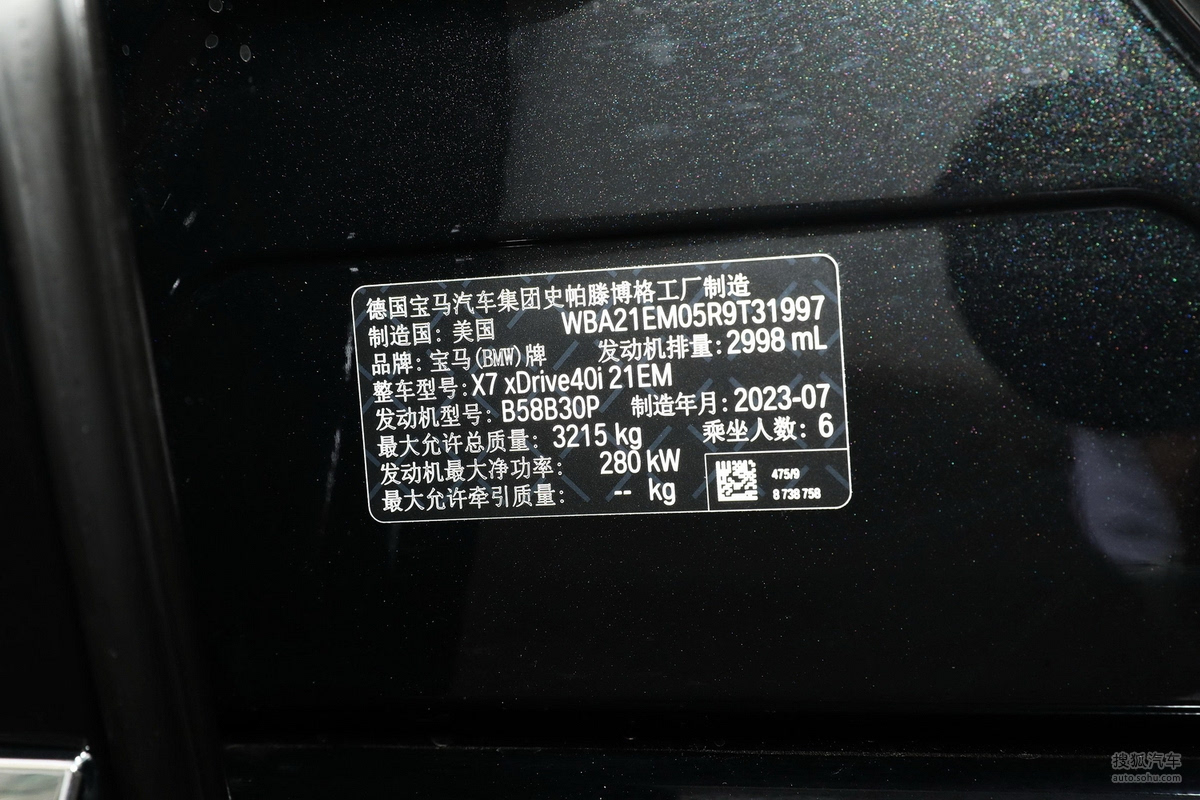 德国宝马汽车集团史帕滕博格工厂制造
制造国：美国 WBA21EM05R9T31997
品牌：宝马(BMW)牌 发动机排量：2998 mL
整车型号：X7 xDrive40i 21EM
发动机型号：B58B30P 制造年月：2023-07
最大允许总质量：3215 kg 乘坐人数：6
发动机最大净功率： 280 kW
最大允许牵引质量： -- kg
475/9
8 738 758
搜狐汽车
auto.sohu.com